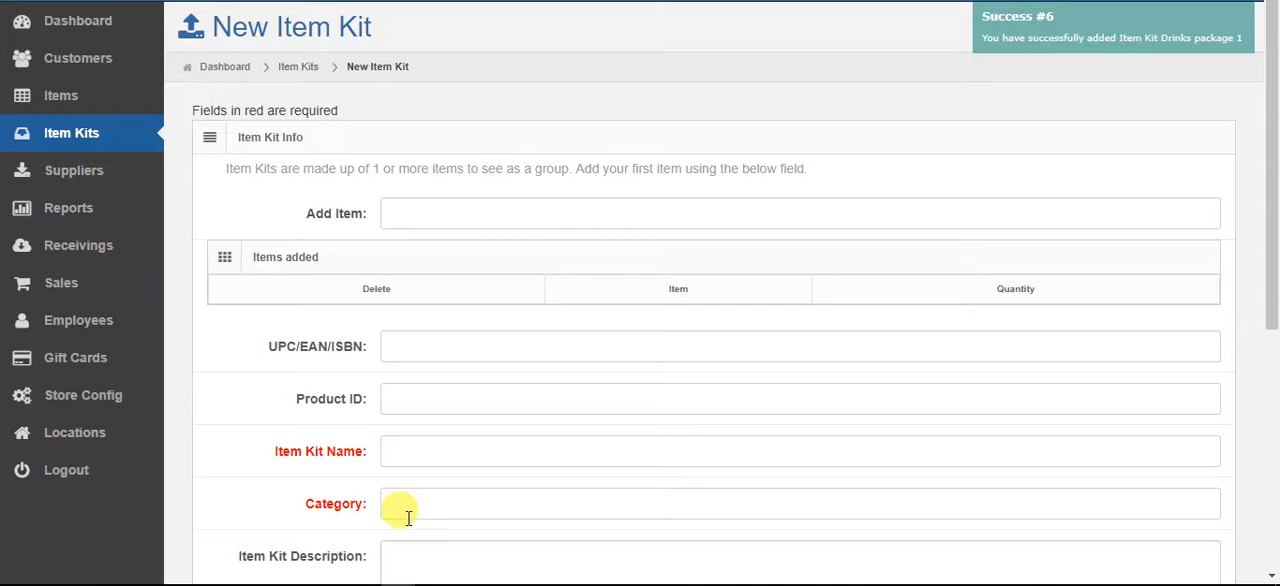 Dashboard
Customers
Items
Item Kits
Suppliers
Reports
Receivings
Sales
Employees
Gift Cards
Store Config
Locations
Logout
New Item Kit
Success #6
You have successfully added Item Kit Drinks package 1
Dashboard > Item Kits > New Item Kit
Fields in red are required
Item Kit Info
Item Kits are made up of 1 or more items to see as a group. Add your first item using the below field.
Add Item:
Items added
Delete Item Quantity
UPC/EAN/ISBN:
Product ID:
Item Kit Name:
Category:
Item Kit Description: